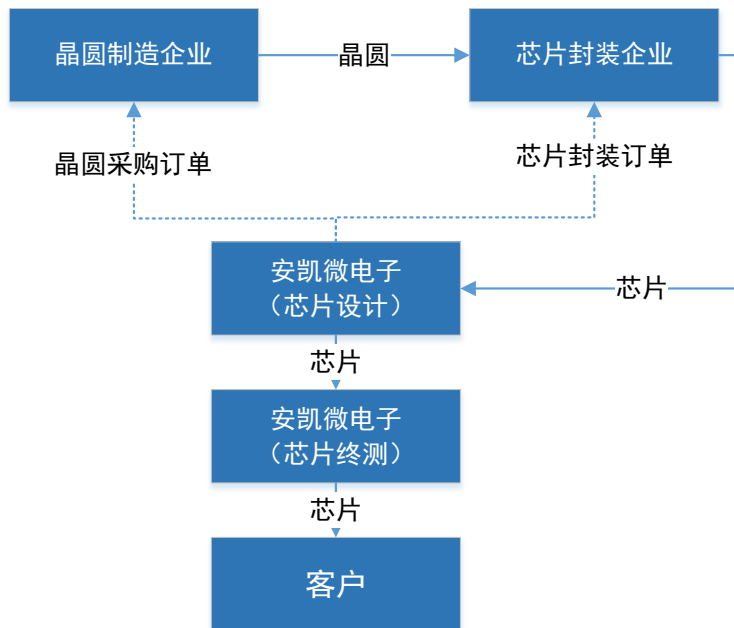 晶圆制造企业
晶圆
芯片封装企业
晶圆采购订单
芯片封装订单
安凯微电子
（芯片设计）
芯片
芯片
安凯微电子
（芯片终测）
芯片
客户